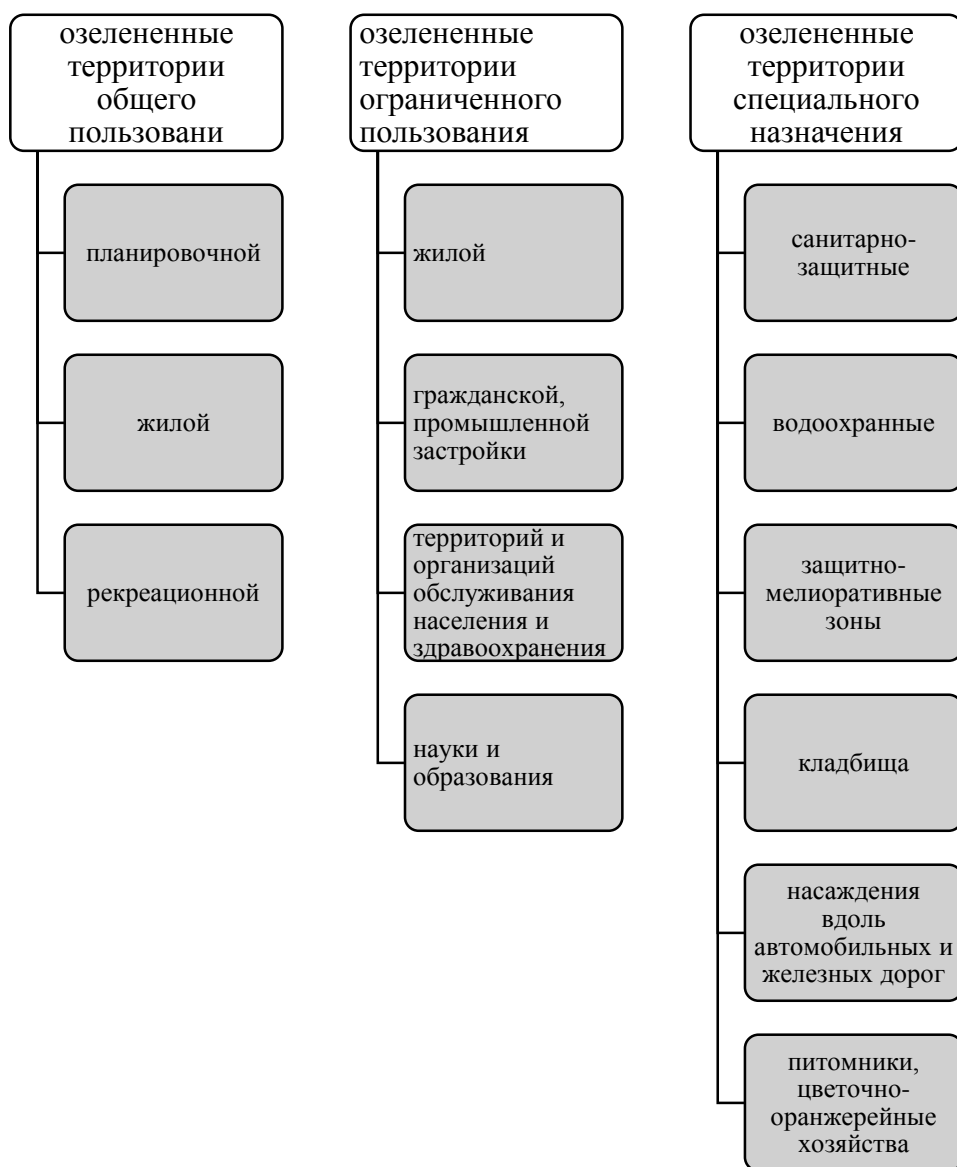 озелененные
территории
общего
пользовани
планировочной
жилой
рекреационной
озелененные
территории
ограниченного
пользования
жилой
гражданской,
промышленной
застройки
территорий и
организаций
обслуживания
населения и
здравоохранения
науки и
образования
озелененные
территории
специального
назначения
санитарно-
защитные
водоохранные
защитно-
мелиоративные
зоны
кладбища
насаждения
вдоль
автомобильных и
железных дорог
питомники,
цветочно-
оранжерейные
хозяйства